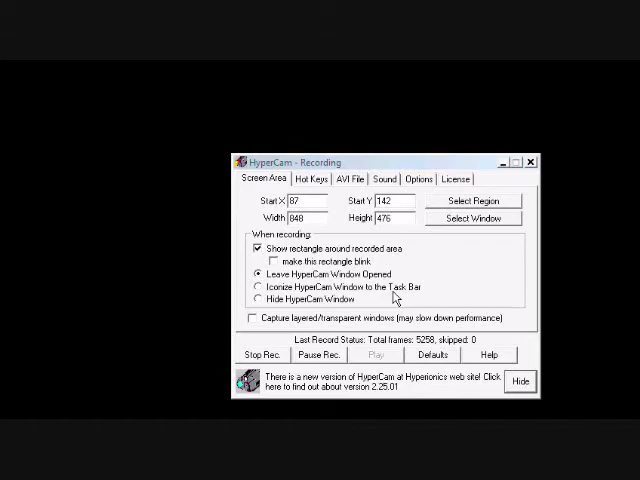 HyperCam - Recording
Screen Area Hot Keys AVI File Sound Options License
Start X 87 Start Y 142 Select Region
Width 848 Height 476 Select Window
When recording:
Show rectangle around recorded area
make this rectangle blink
Leave HyperCam Window Opened
Iconize HyperCam Window to the Task Bar
Hide HyperCam Window
Capture layered/transparent windows (may slow down performance)
Last Record Status: Total frames: 5258, skipped: 0
Stop Rec. Pause Rec. Play Defaults Help
There is a new version of HyperCam at Hyperionics web site! Click
here to find out about version 2.25.01
Hide